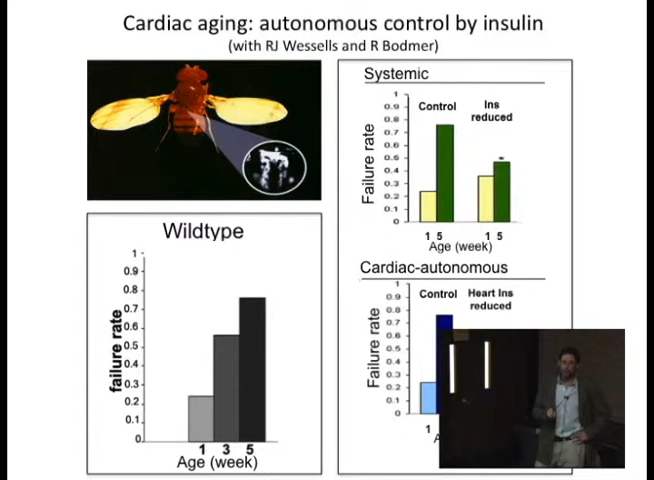 Cardiac aging: autonomous control by insulin
(with RJ Wessells and R Bodmer)
Wildtype
failure rate
1
0.9
0.8
0.7
0.6
0.5
0.4
0.3
0.2
0.1
0
1 3 5
Age (week)
Systemic
Control
Ins
reduced
Failure rate
1
0.9
0.8
0.7
0.6
0.5
0.4
0.3
0.2
0.1
0
1 5 1 5
Age (week)
Cardiac-autonomous
Control
Heart Ins
reduced
Failure rate
1
0.9
0.8
0.7
0.6
0.5
0.4
0.3
0.2
0.1
0
1
A